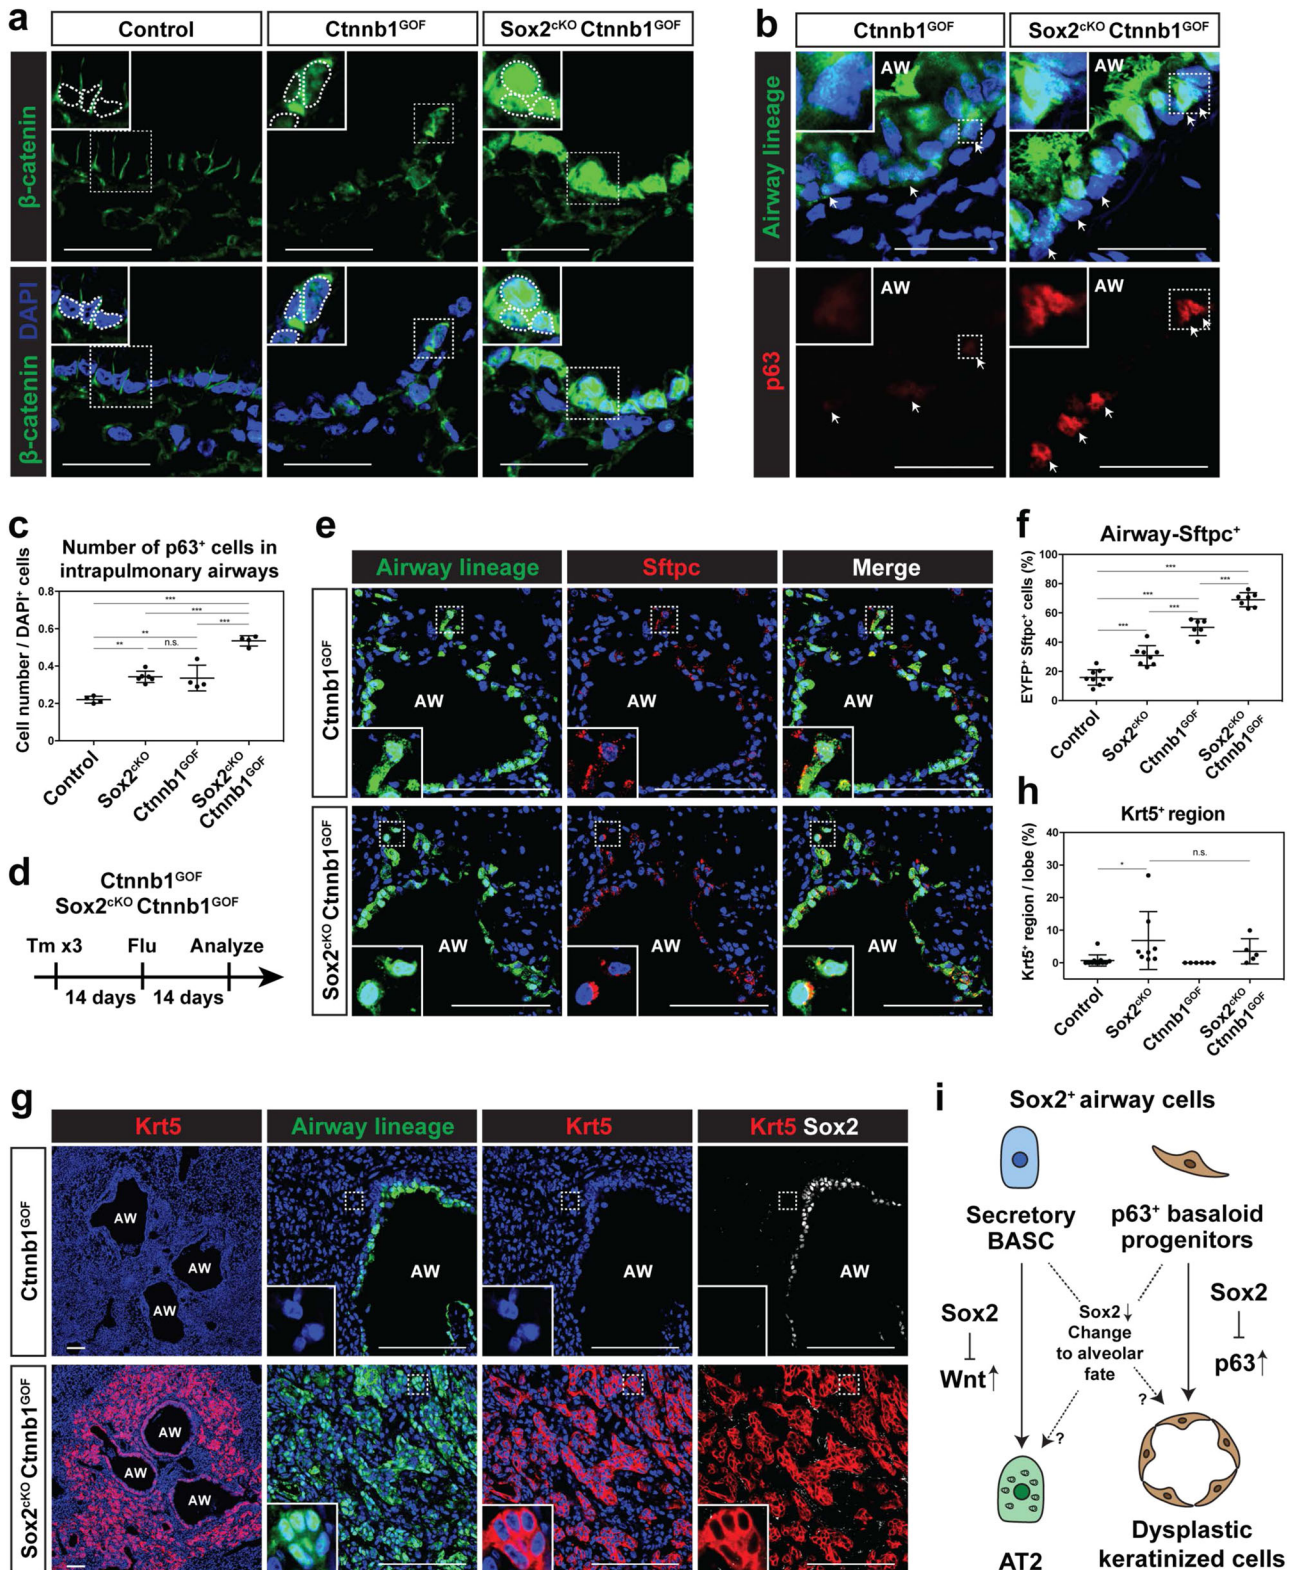 a
Control
Ctnnb1GOF
Sox2cKO Ctnnb1GOF
β-catenin
β-catenin DAPI
b
Ctnnb1GOF
Sox2cKO Ctnnb1GOF
Airway lineage
AW
AW
p63
AW
AW
c
Number of p63+ cells in
intrapulmonary airways
Cell number / DAPI+ cells
0.8
0.6
0.4
0.2
0.0
***
***
***
**
**
n.s.
Control
Sox2cKO
Ctnnb1GOF
Sox2cKO
Ctnnb1GOF
d
Ctnnb1GOF
Sox2cKO Ctnnb1GOF
Tm x3
Flu
Analyze
14 days
14 days
e
Airway lineage
Sftpc
Merge
Ctnnb1GOF
AW
AW
AW
Sox2cKO Ctnnb1GOF
AW
AW
AW
f
Airway-Sftpc+
EYFP+ Sftpc+ cells (%)
100
80
60
40
20
0
***
***
***
***
***
Control
Sox2cKO
Ctnnb1GOF
Sox2cKO
Ctnnb1GOF
h
Krt5+ region
Krt5+ region / lobe (%)
40
30
20
10
0
*
n.s.
Control
Sox2cKO
Ctnnb1GOF
Sox2cKO
Ctnnb1GOF
g
Krt5
Airway lineage
Krt5
Krt5 Sox2
Ctnnb1GOF
AW
AW
AW
AW
AW
AW
Sox2cKO Ctnnb1GOF
AW
AW
AW
i
Sox2+ airway cells
Secretory
BASC
p63+ basaloid
progenitors
Sox2
Wnt↑
Sox2↓
Change
to alveolar
fate
Sox2
p63↑
?
?
AT2
Dysplastic
keratinized cells